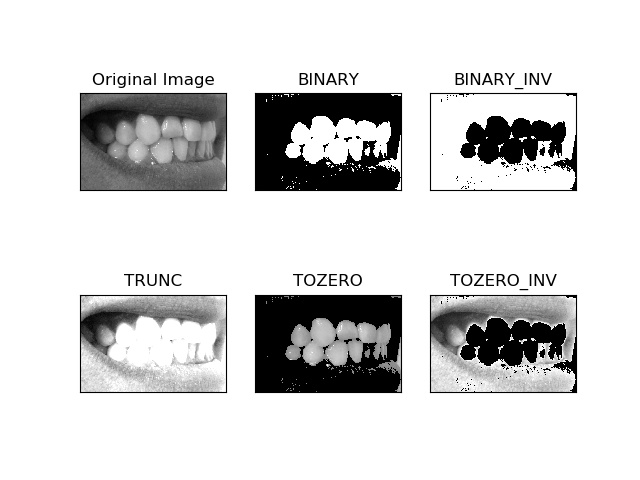 Original Image
BINARY
BINARY_INV
TRUNC
TOZERO
TOZERO_INV